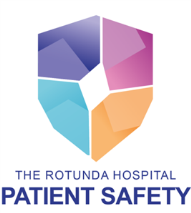 THE ROTUNDA HOSPITAL
PATIENT SAFETY